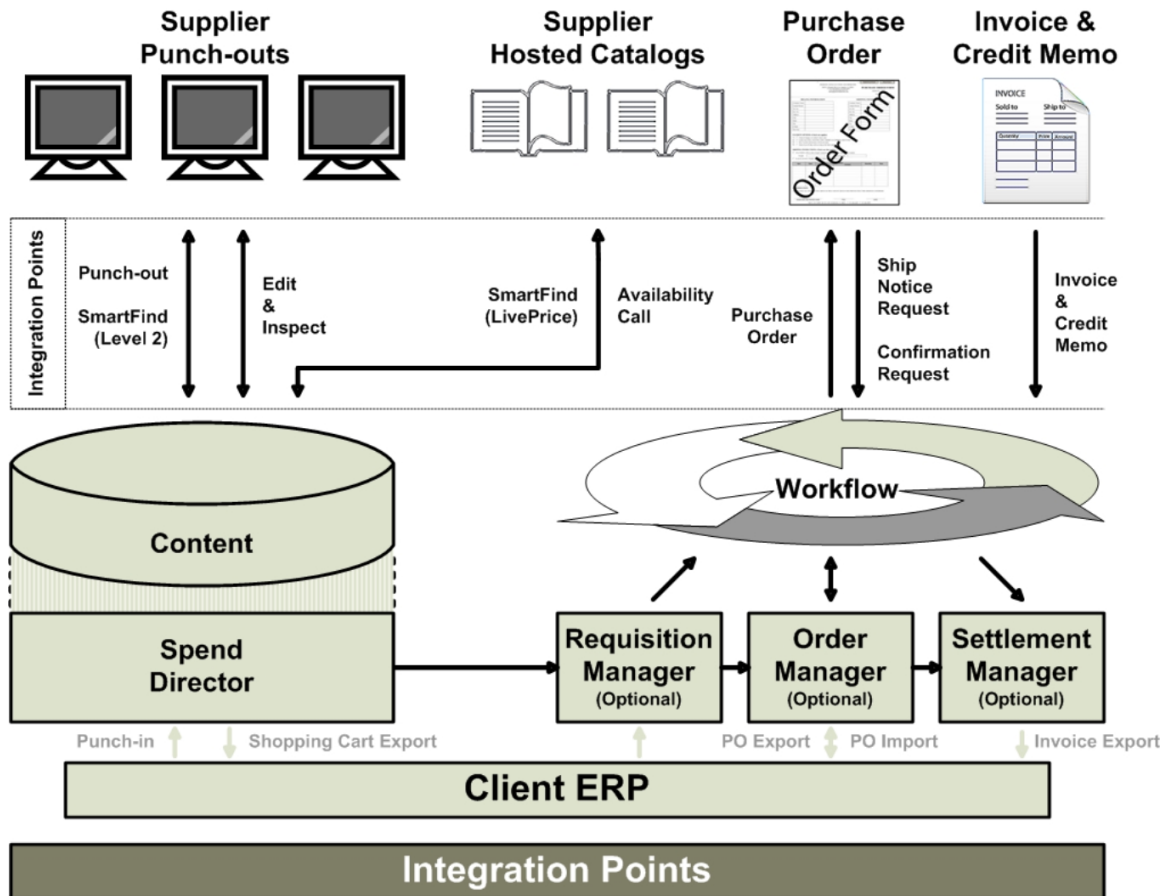 Supplier
Punch-outs
Supplier
Hosted Catalogs
Purchase
Order
Invoice &
Credit Memo
Order Form
INVOICE
Sold to
Ship to
Quantity
Price
Amount
Integration Points
Punch-out
SmartFind
(Level 2)
Edit
&
Inspect
SmartFind
(LivePrice)
Availability
Call
Purchase
Order
Ship
Notice
Request
Confirmation
Request
Invoice
&
Credit
Memo
Content
Workflow
Spend
Director
Requisition
Manager
(Optional)
Order
Manager
(Optional)
Settlement
Manager
(Optional)
Punch-in
Shopping Cart Export
PO Export
PO Import
Invoice Export
Client ERP
Integration Points